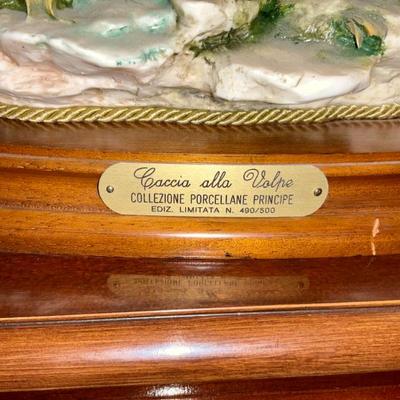 Caccia alla Volpe
COLLEZIONE PORCELLANE PRINCIPE
EDIZ. LIMITATA N. 490/500